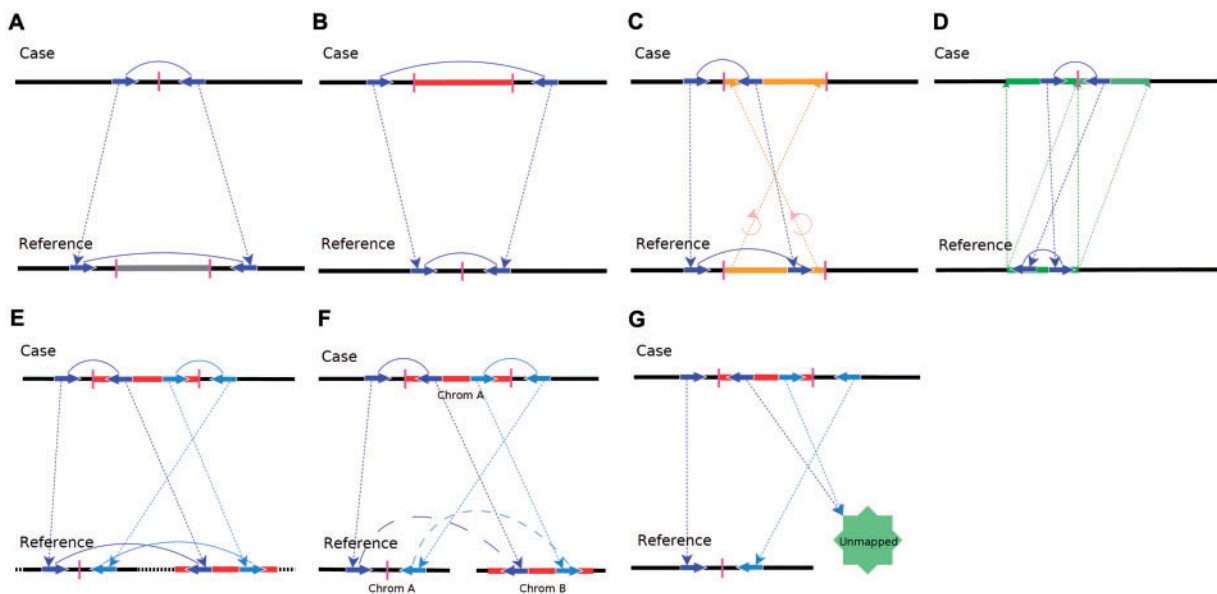 A
Case
Reference
B
Case
Reference
C
Case
Reference
D
Case
Reference
E
Case
Reference
F
Case
Chrom A
Reference
Chrom A
Chrom B
G
Case
Reference
Unmapped